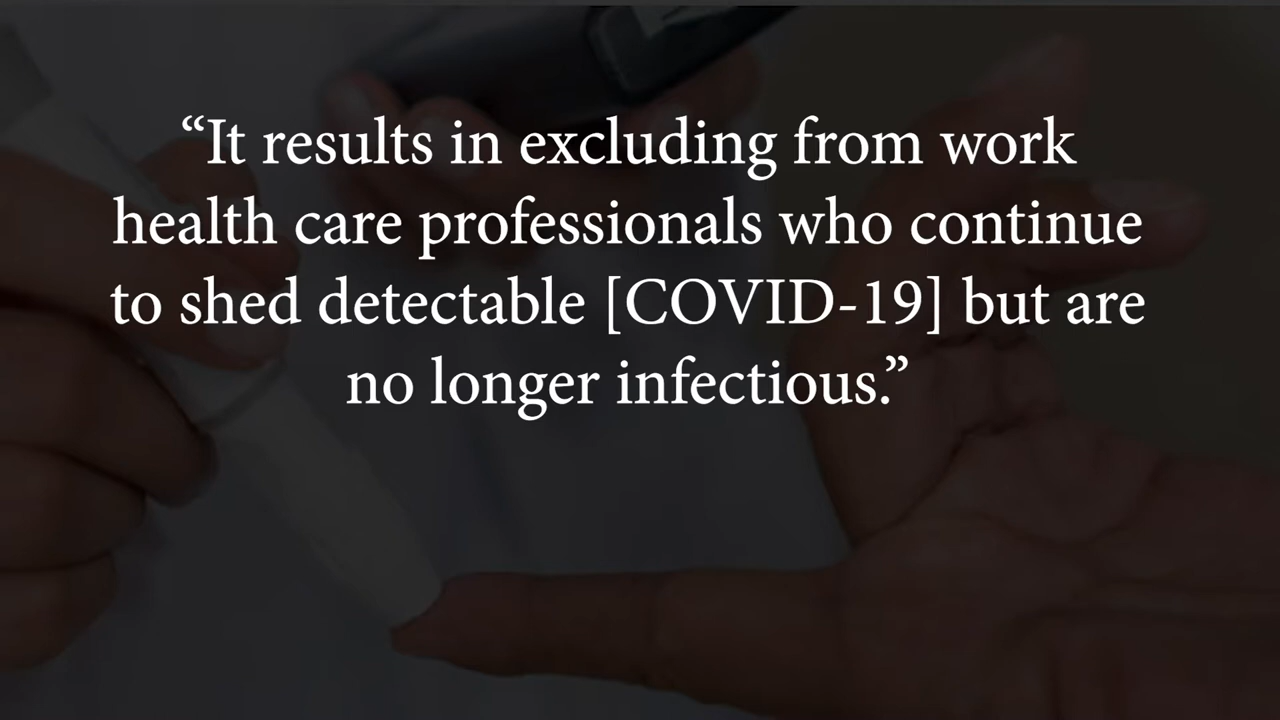 “It results in excluding from work
health care professionals who continue
to shed detectable [COVID-19] but are
no longer infectious.”